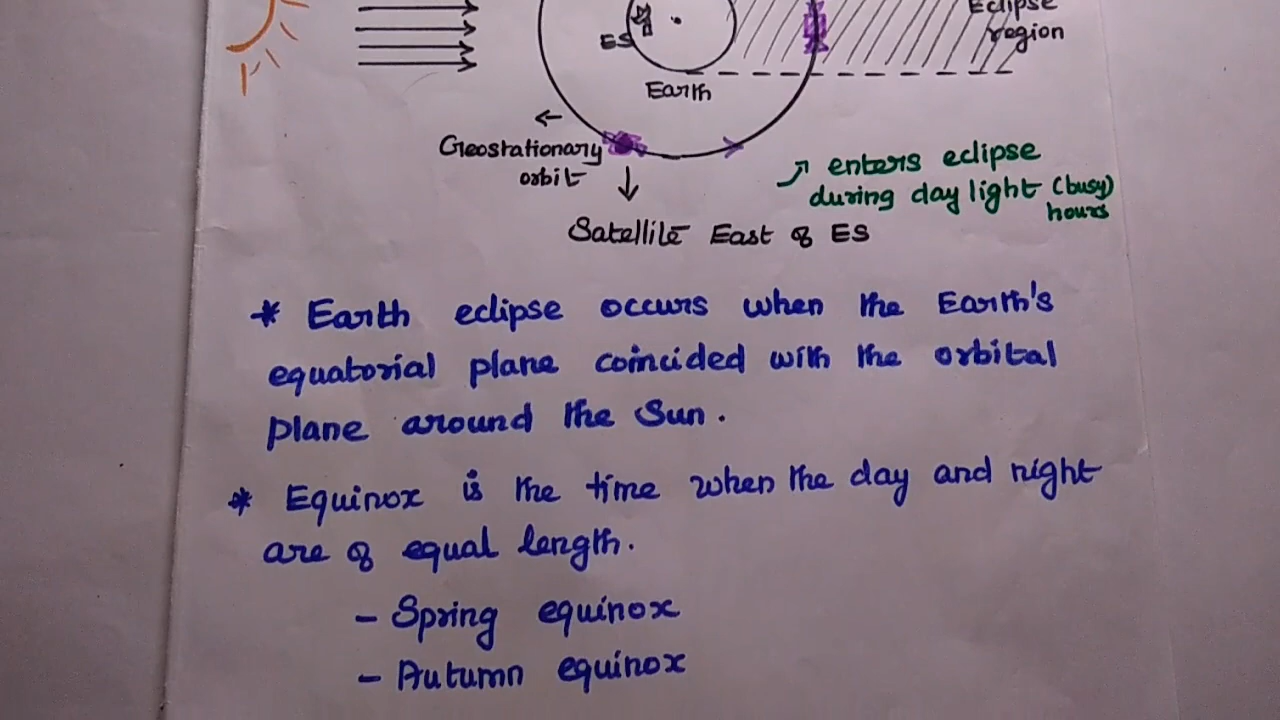 Eclipse
region
ES
Earth
Geostationary
orbit
enters eclipse
during day light (busy)
hours
Satellite East of ES
* Earth eclipse occurs when the Earth's
equatorial plane coincided with the orbital
plane around the Sun.
* Equinox is the time when the day and night
are of equal length.
- Spring equinox
- Autumn equinox